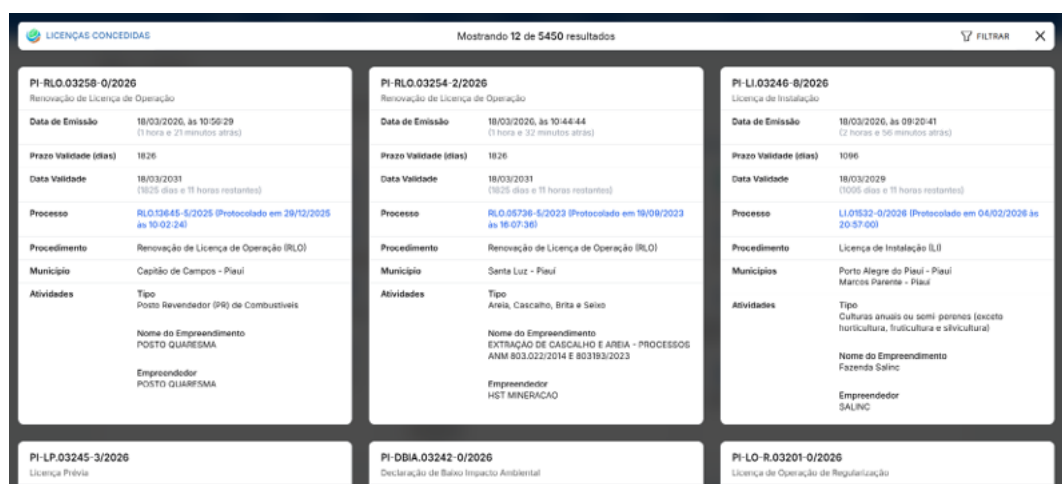 LICENÇAS CONCEDIDAS
Mostrando 12 de 5450 resultados
FILTRAR
PI-RLO.03258-0/2026
Renovação de Licença de Operação
Data de Emissão
18/03/2026, às 10:56:29
(1 hora e 21 minutos atrás)
Prazo Validade (dias)
1826
Data Validade
18/03/2031
(1825 dias e 11 horas restantes)
Processo
RLO.13645-5/2025 (Protocolado em 29/12/2025
às 10:02:24)
Procedimento
Renovação de Licença de Operação (RLO)
Município
Capitão de Campos - Piauí
Atividades
Tipo
Posto Revendedor (PR) de Combustíveis
Nome do Empreendimento
POSTO QUARESMA
Empreendedor
POSTO QUARESMA
PI-RLO.03254-2/2026
Renovação de Licença de Operação
Data de Emissão
18/03/2026, às 10:44:44
(1 hora e 32 minutos atrás)
Prazo Validade (dias)
1826
Data Validade
18/03/2031
(1825 dias e 11 horas restantes)
Processo
RLO.05736-5/2023 (Protocolado em 19/09/2023
às 16:07:36)
Procedimento
Renovação de Licença de Operação (RLO)
Município
Santa Luz - Piauí
Atividades
Tipo
Areia, Cascalho, Brita e Seixo
Nome do Empreendimento
EXTRAÇÃO DE CASCALHO E AREIA - PROCESSOS
ANM 803.022/2014 E 803193/2023
Empreendedor
HST MINERACAO
PI-LI.03246-8/2026
Licença de Instalação
Data de Emissão
18/03/2026, às 09:20:41
(2 horas e 56 minutos atrás)
Prazo Validade (dias)
1096
Data Validade
18/03/2029
(1095 dias e 11 horas restantes)
Processo
LI.01532-0/2026 (Protocolado em 04/02/2026 às
20:57:00)
Procedimento
Licença de Instalação (LI)
Municípios
Porto Alegre do Piauí - Piauí
Marcos Parente - Piauí
Atividades
Tipo
Culturas anuais ou semi-perenes (exceto
horticultura, fruticultura e silvicultura)
Nome do Empreendimento
Fazenda Salinc
Empreendedor
SALINC
PI-LP.03245-3/2026
Licença Prévia
PI-DBIA.03242-0/2026
Declaração de Baixo Impacto Ambiental
PI-LO-R.03201-0/2026
Licença de Operação de Regularização